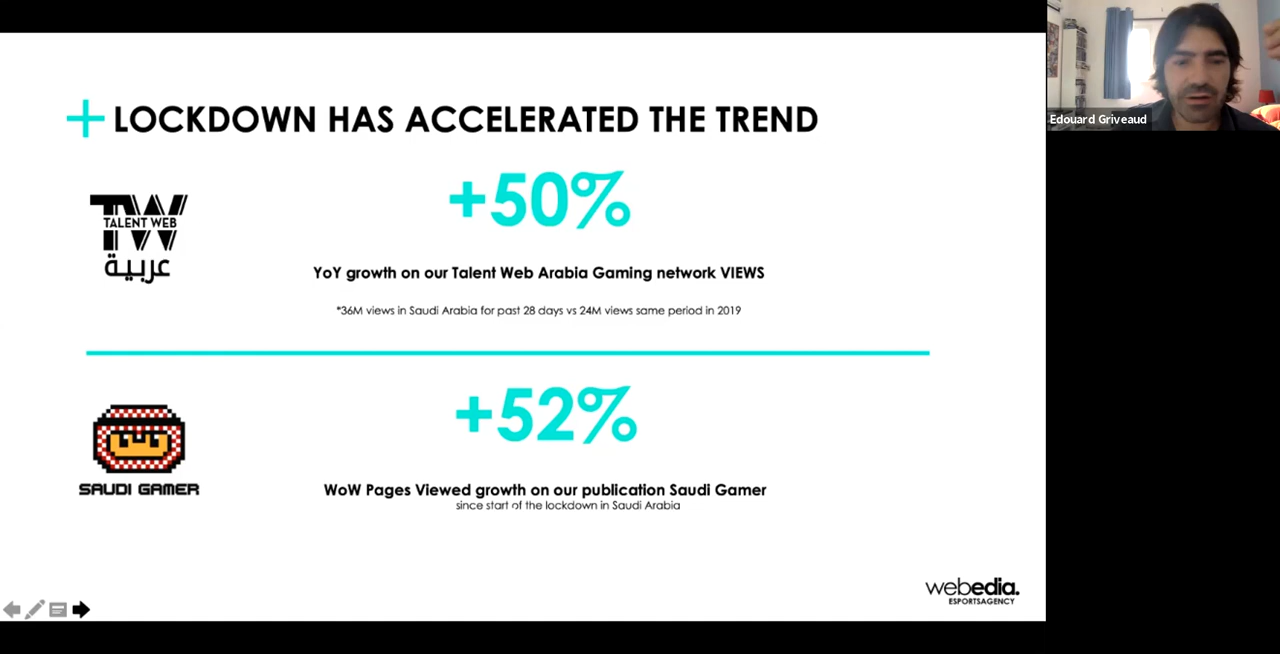 Edouard Griveaud
+ LOCKDOWN HAS ACCELERATED THE TREND
TW
TALENT WEB
عربية
+50%
YoY growth on our Talent Web Arabia Gaming network VIEWS
*36M views in Saudi Arabia for past 28 days vs 24M views same period in 2019
SAUDI GAMER
+52%
WoW Pages Viewed growth on our publication Saudi Gamer
since start of the lockdown in Saudi Arabia
webedia.
ESPORTSAGENCY